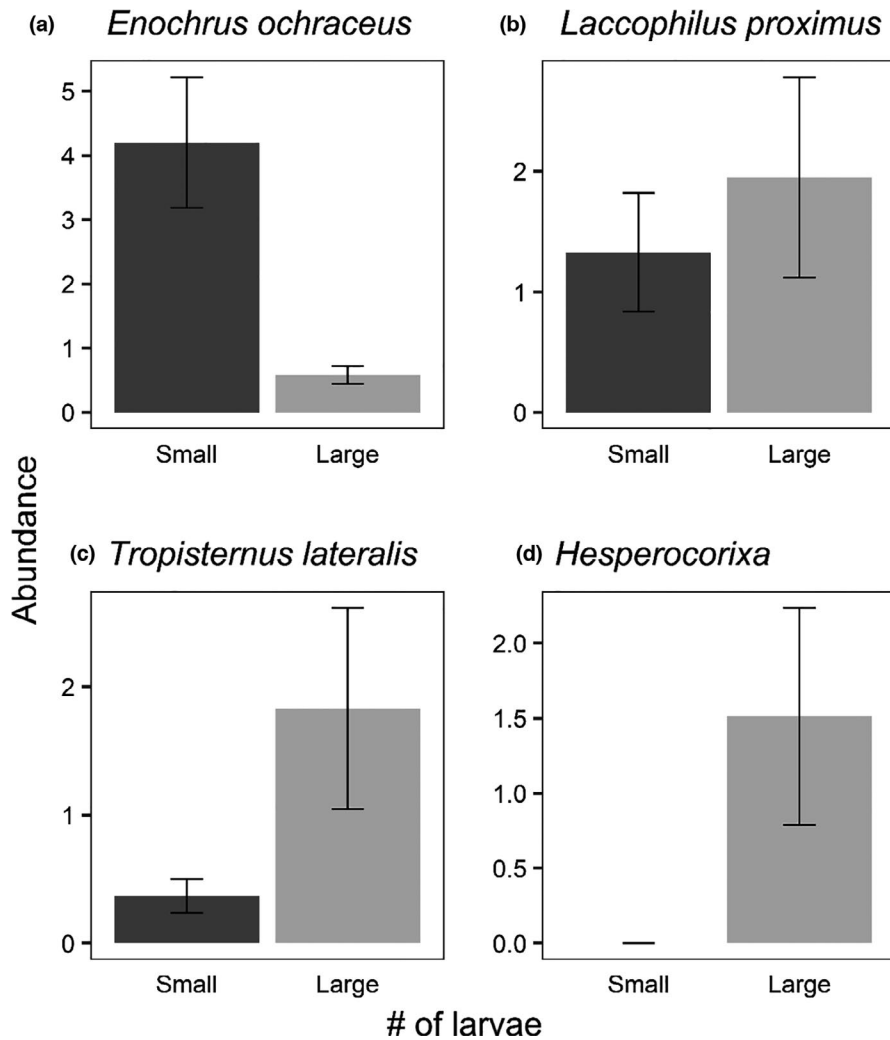 (a) Enochrus ochraceus
(b) Laccophilus proximus
5
4
3
2
1
0
Small Large
2
1
0
Small Large
Abundance
(c) Tropisternus lateralis
(d) Hesperocorixa
2
1
0
Small Large
2.0
1.5
1.0
0.5
0.0
Small Large
# of larvae